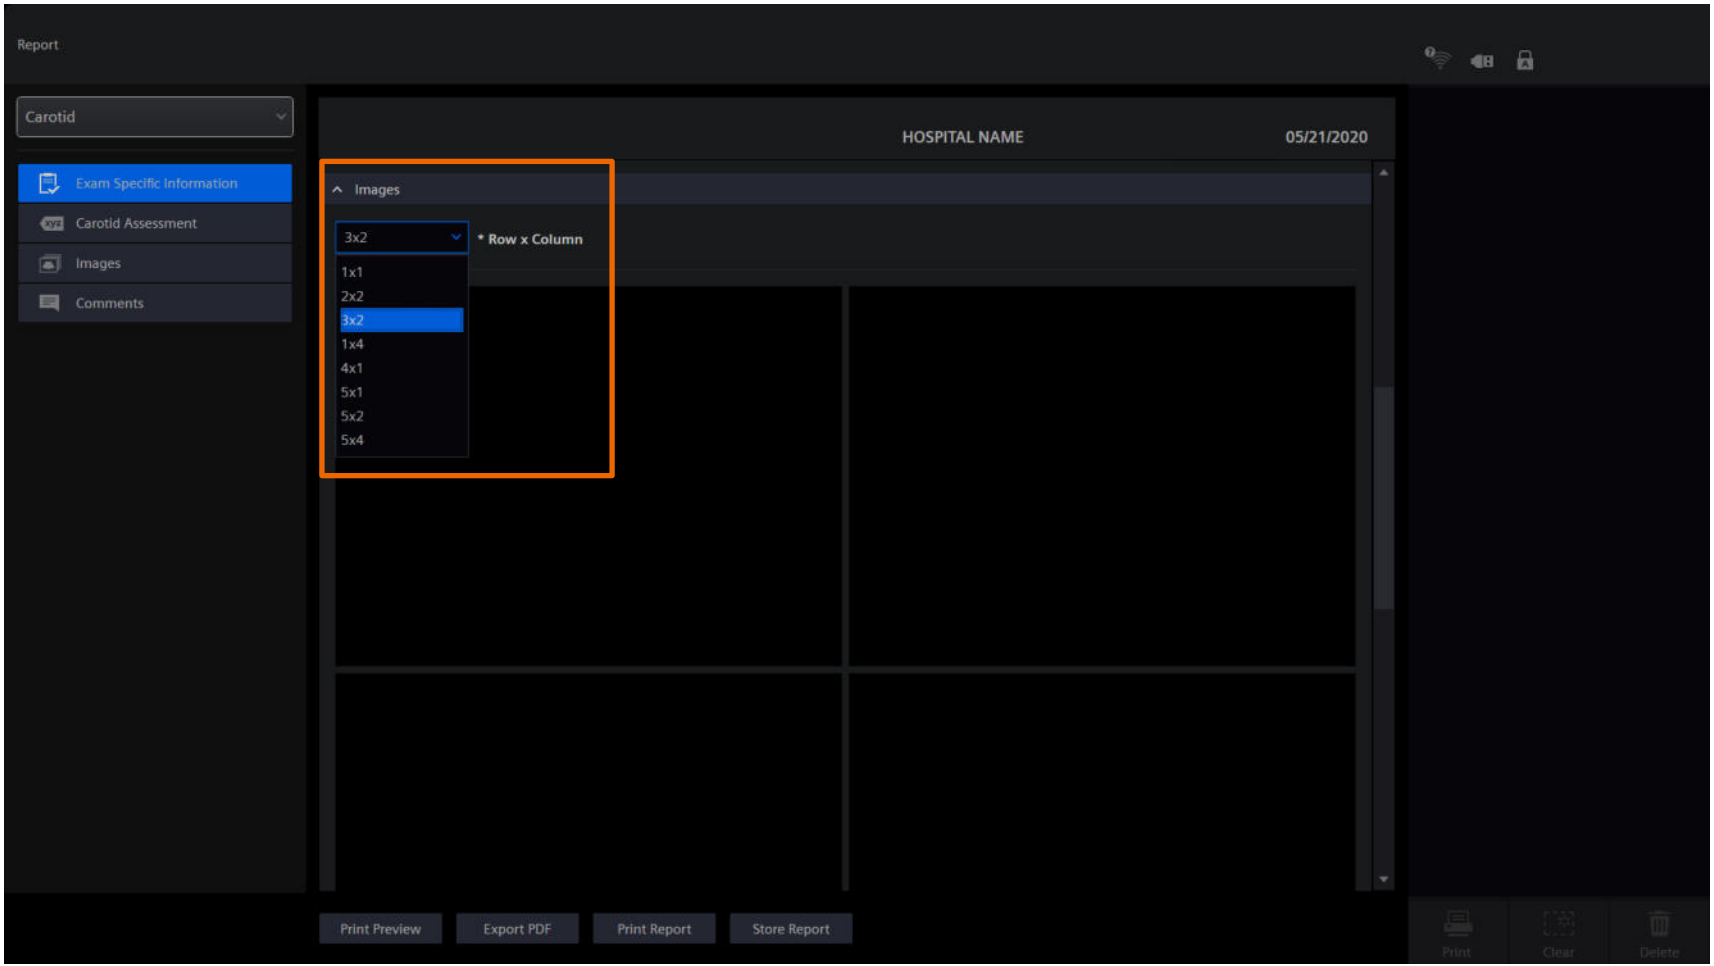 Report
Carotid
HOSPITAL NAME 05/21/2020
Exam Specific Information
Carotid Assessment
Images
Comments
Images
3x2 * Row x Column
1x1
2x2
3x2
1x4
4x1
5x1
5x2
5x4
Print Preview Export PDF Print Report Store Report
Print Clear Delete